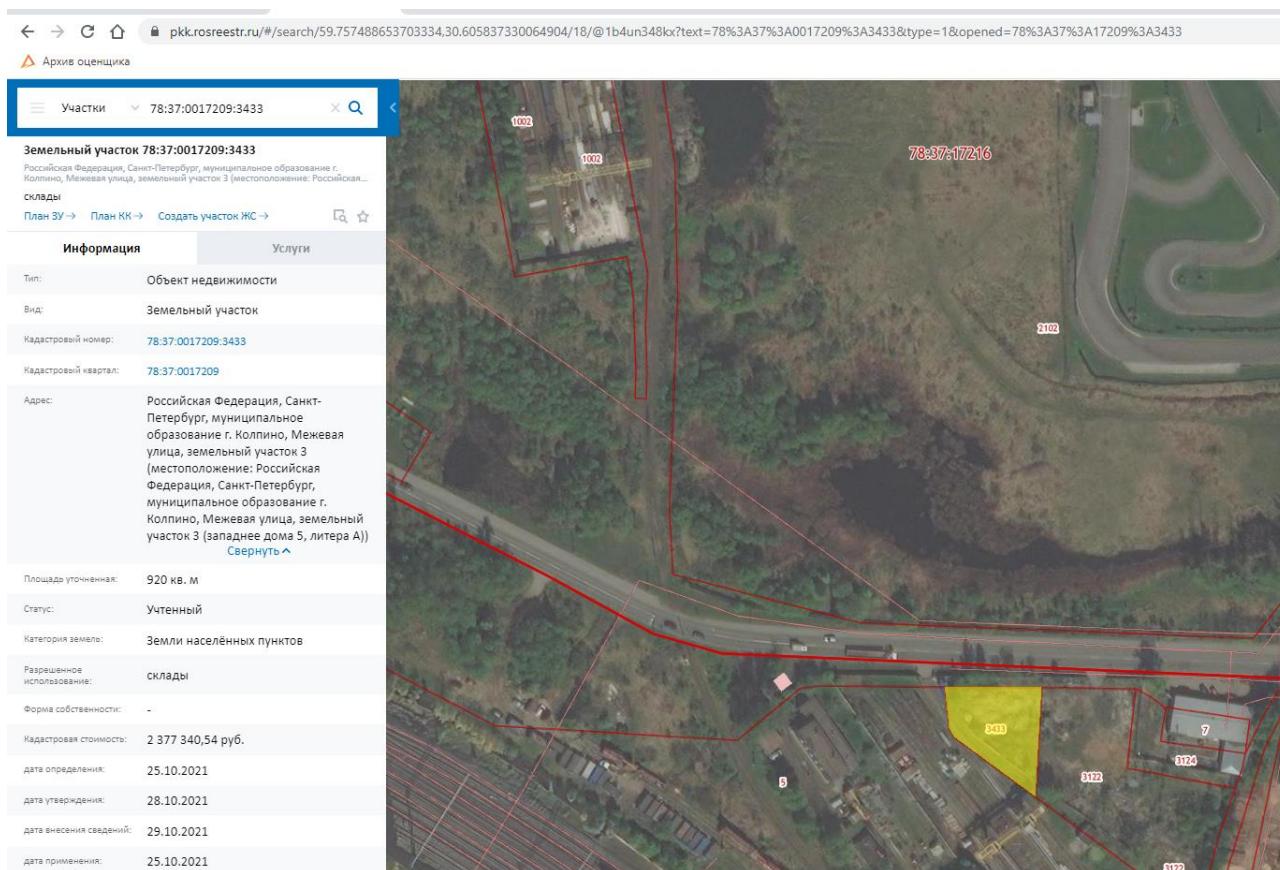 pkk.rosreestr.ru/#/search/59.757488653703334,30.605837330064904/18/@1b4un348kx?text=78%3A37%3A0017209%3A3433&type=1&opened=78%3A37%3A17209%3A3433
Архив оценщика
Участки 78:37:0017209:3433
Земельный участок 78:37:0017209:3433
Российская Федерация, Санкт-Петербург, муниципальное образование г.
Колпино, Межевая улица, земельный участок 3 (местоположение: Российская...
склады
План ЗУ→ План КК→ Создать участок ЖС→
Информация Услуги
Тип: Объект недвижимости
Вид: Земельный участок
Кадастровый номер: 78:37:0017209:3433
Кадастровый квартал: 78:37:0017209
Адрес: Российская Федерация, Санкт-
Петербург, муниципальное
образование г. Колпино, Межевая
улица, земельный участок 3
(местоположение: Российская
Федерация, Санкт-Петербург,
муниципальное образование г.
Колпино, Межевая улица, земельный
участок 3 (западнее дома 5, литера А))
Свернуть
Площадь уточненная: 920 кв. м
Статус: Учтенный
Категория земель: Земли населённых пунктов
Разрешенное
использование: склады
Форма собственности: -
Кадастровая стоимость: 2 377 340,54 руб.
дата определения: 25.10.2021
дата утверждения: 28.10.2021
дата внесения сведений: 29.10.2021
дата применения: 25.10.2021
1002
1002
78:37:17216
2102
3433
7
3124
3122
5
3122